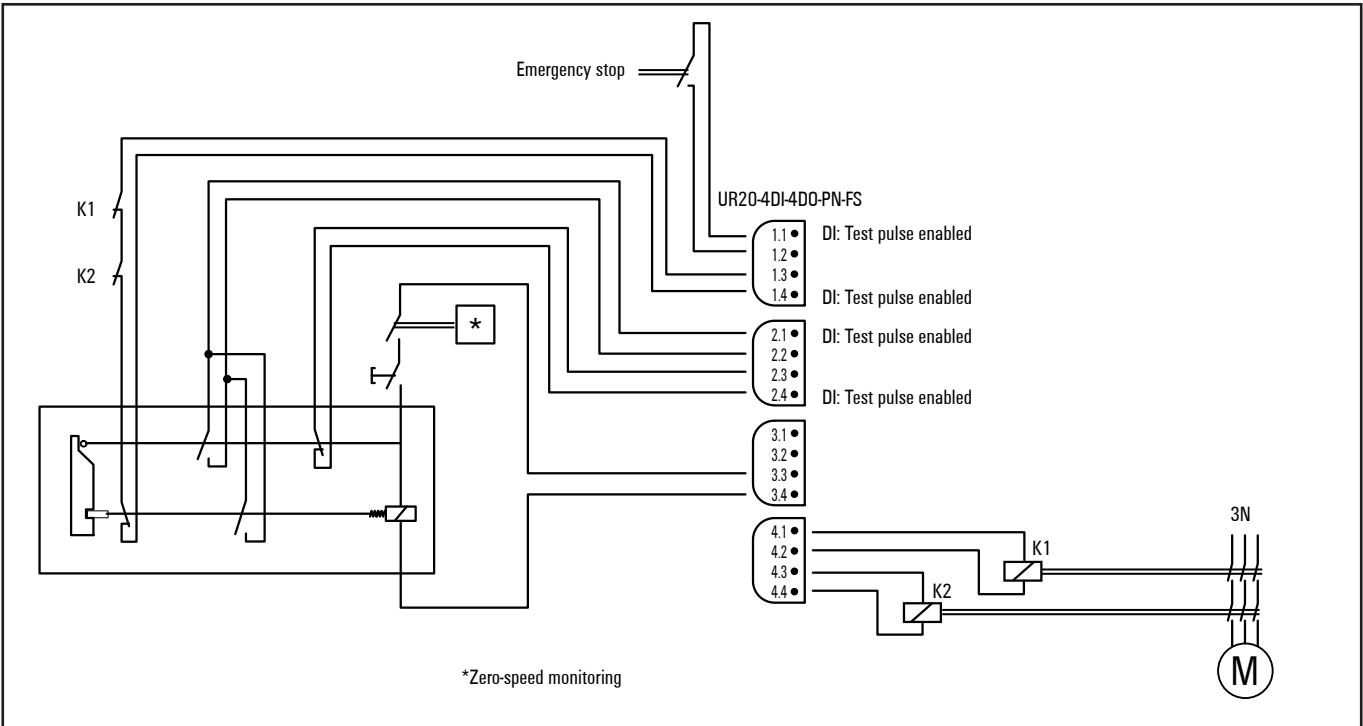 Emergency stop
K1
K2
UR20-4DI-4DO-PN-FS
1.1 DI: Test pulse enabled
1.2
1.3
1.4 DI: Test pulse enabled
2.1 DI: Test pulse enabled
2.2
2.3
2.4 DI: Test pulse enabled
*
3.1
3.2
3.3
3.4
4.1
4.2
4.3
4.4
K1
K2
3N
M
*Zero-speed monitoring